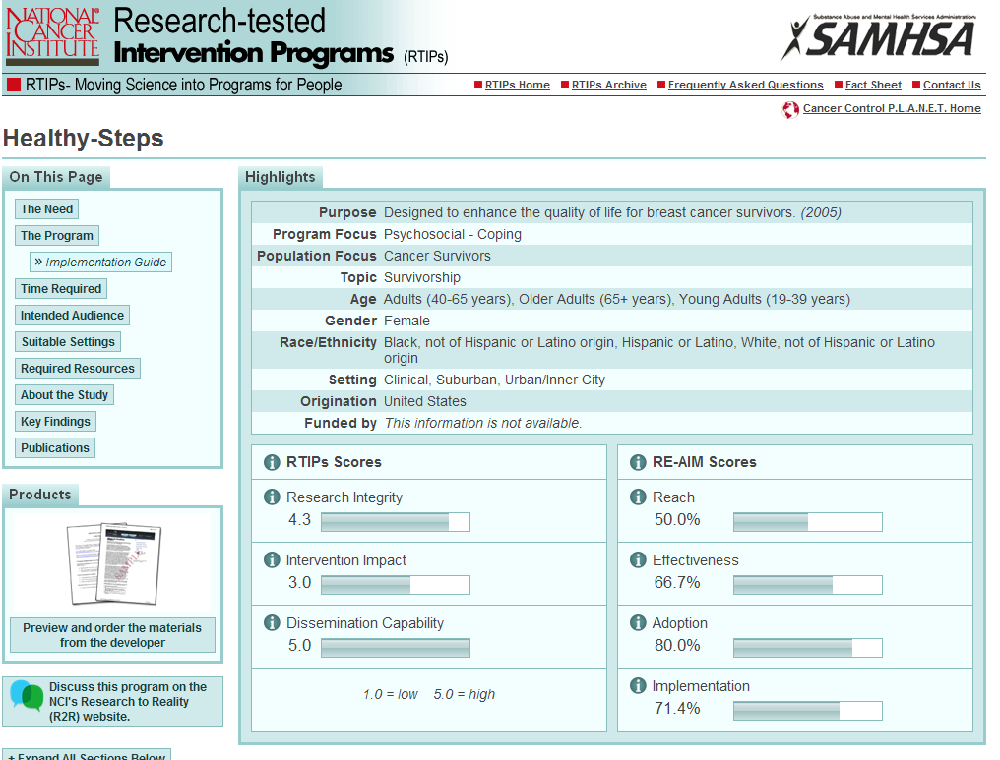 NATIONAL®
CANCER
INSTITUTE
Research-tested
Intervention Programs (RTIPs)
Substance Abuse and Mental Health Services Administration
SAMHSA
RTIPs- Moving Science into Programs for People
RTIPs Home
RTIPs Archive
Frequently Asked Questions
Fact Sheet
Contact Us
Cancer Control P.L.A.N.E.T. Home
Healthy-Steps
On This Page
The Need
The Program
» Implementation Guide
Time Required
Intended Audience
Suitable Settings
Required Resources
About the Study
Key Findings
Publications
Products
SAMPLE
Preview and order the materials
from the developer
Discuss this program on the
NCI's Research to Reality
(R2R) website.
+ Expand All Sections Below
Highlights
Purpose Designed to enhance the quality of life for breast cancer survivors. (2005)
Program Focus Psychosocial - Coping
Population Focus Cancer Survivors
Topic Survivorship
Age Adults (40-65 years), Older Adults (65+ years), Young Adults (19-39 years)
Gender Female
Race/Ethnicity Black, not of Hispanic or Latino origin, Hispanic or Latino, White, not of Hispanic or Latino
origin
Setting Clinical, Suburban, Urban/Inner City
Origination United States
Funded by This information is not available.
RTIPs Scores
Research Integrity
4.3
Intervention Impact
3.0
Dissemination Capability
5.0
1.0 = low 5.0 = high
RE-AIM Scores
Reach
50.0%
Effectiveness
66.7%
Adoption
80.0%
Implementation
71.4%